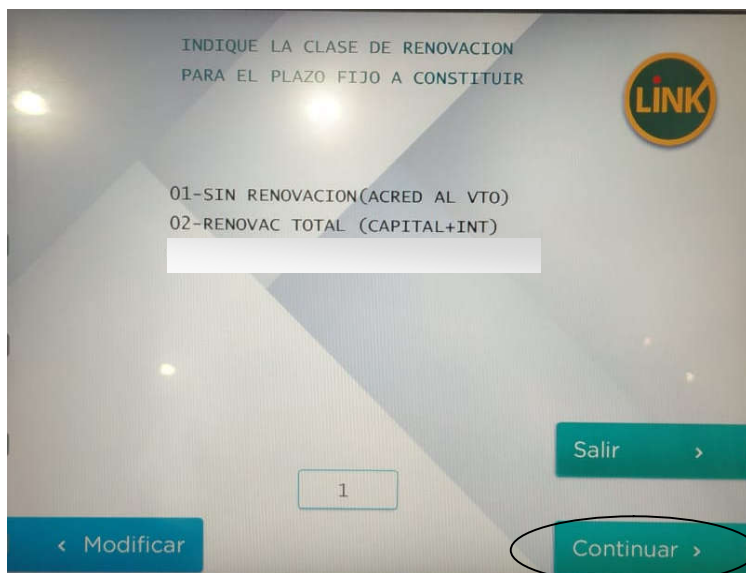 INDIQUE LA CLASE DE RENOVACION
PARA EL PLAZO FIJO A CONSTITUIR
LINK
01-SIN RENOVACION(ACRED AL VTO)
02-RENOVAC TOTAL (CAPITAL+INT)
Salir >
1
< Modificar
Continuar >